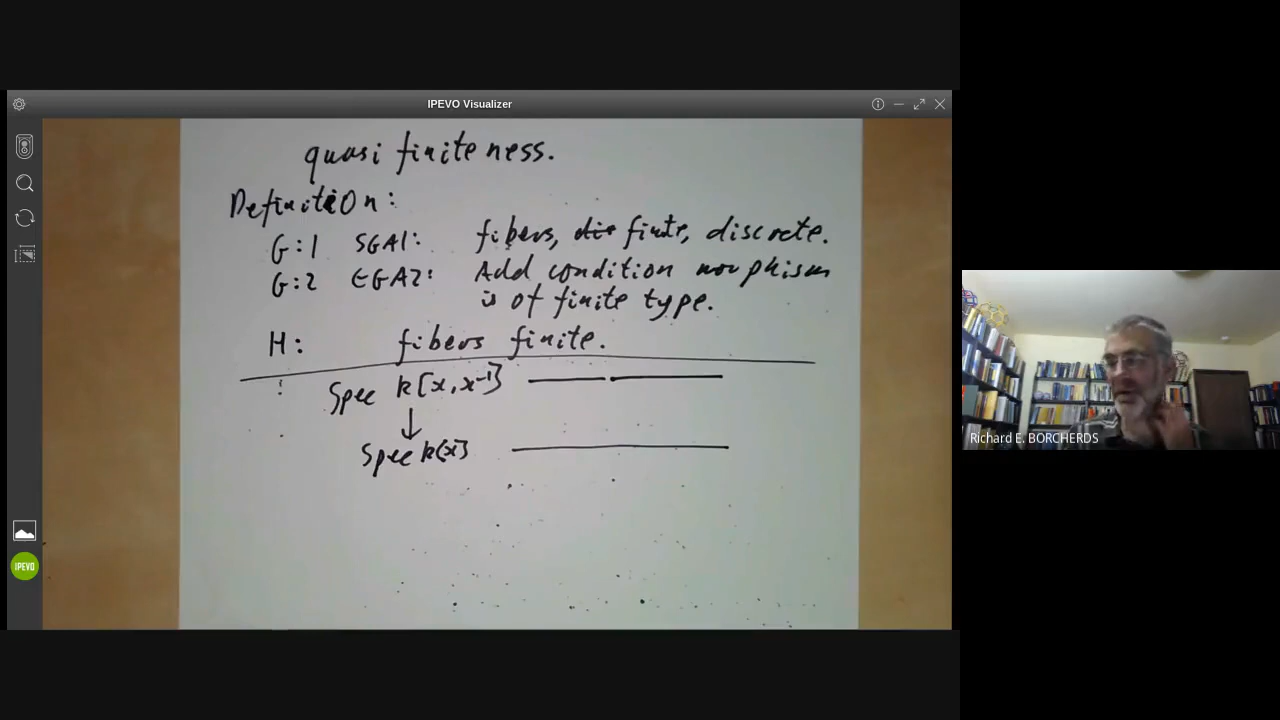 IPEVO Visualizer
quasi finiteness.
Definition:
G:1 SGA1: fibers, dis finite, discrete.
G:2 EGA2: Add condition morphism
is of finite type.
H: fibers finite.
Spec k[x,x⁻¹]
↓
Spec k[x]
IPEVO
Richard E. BORCHERDS